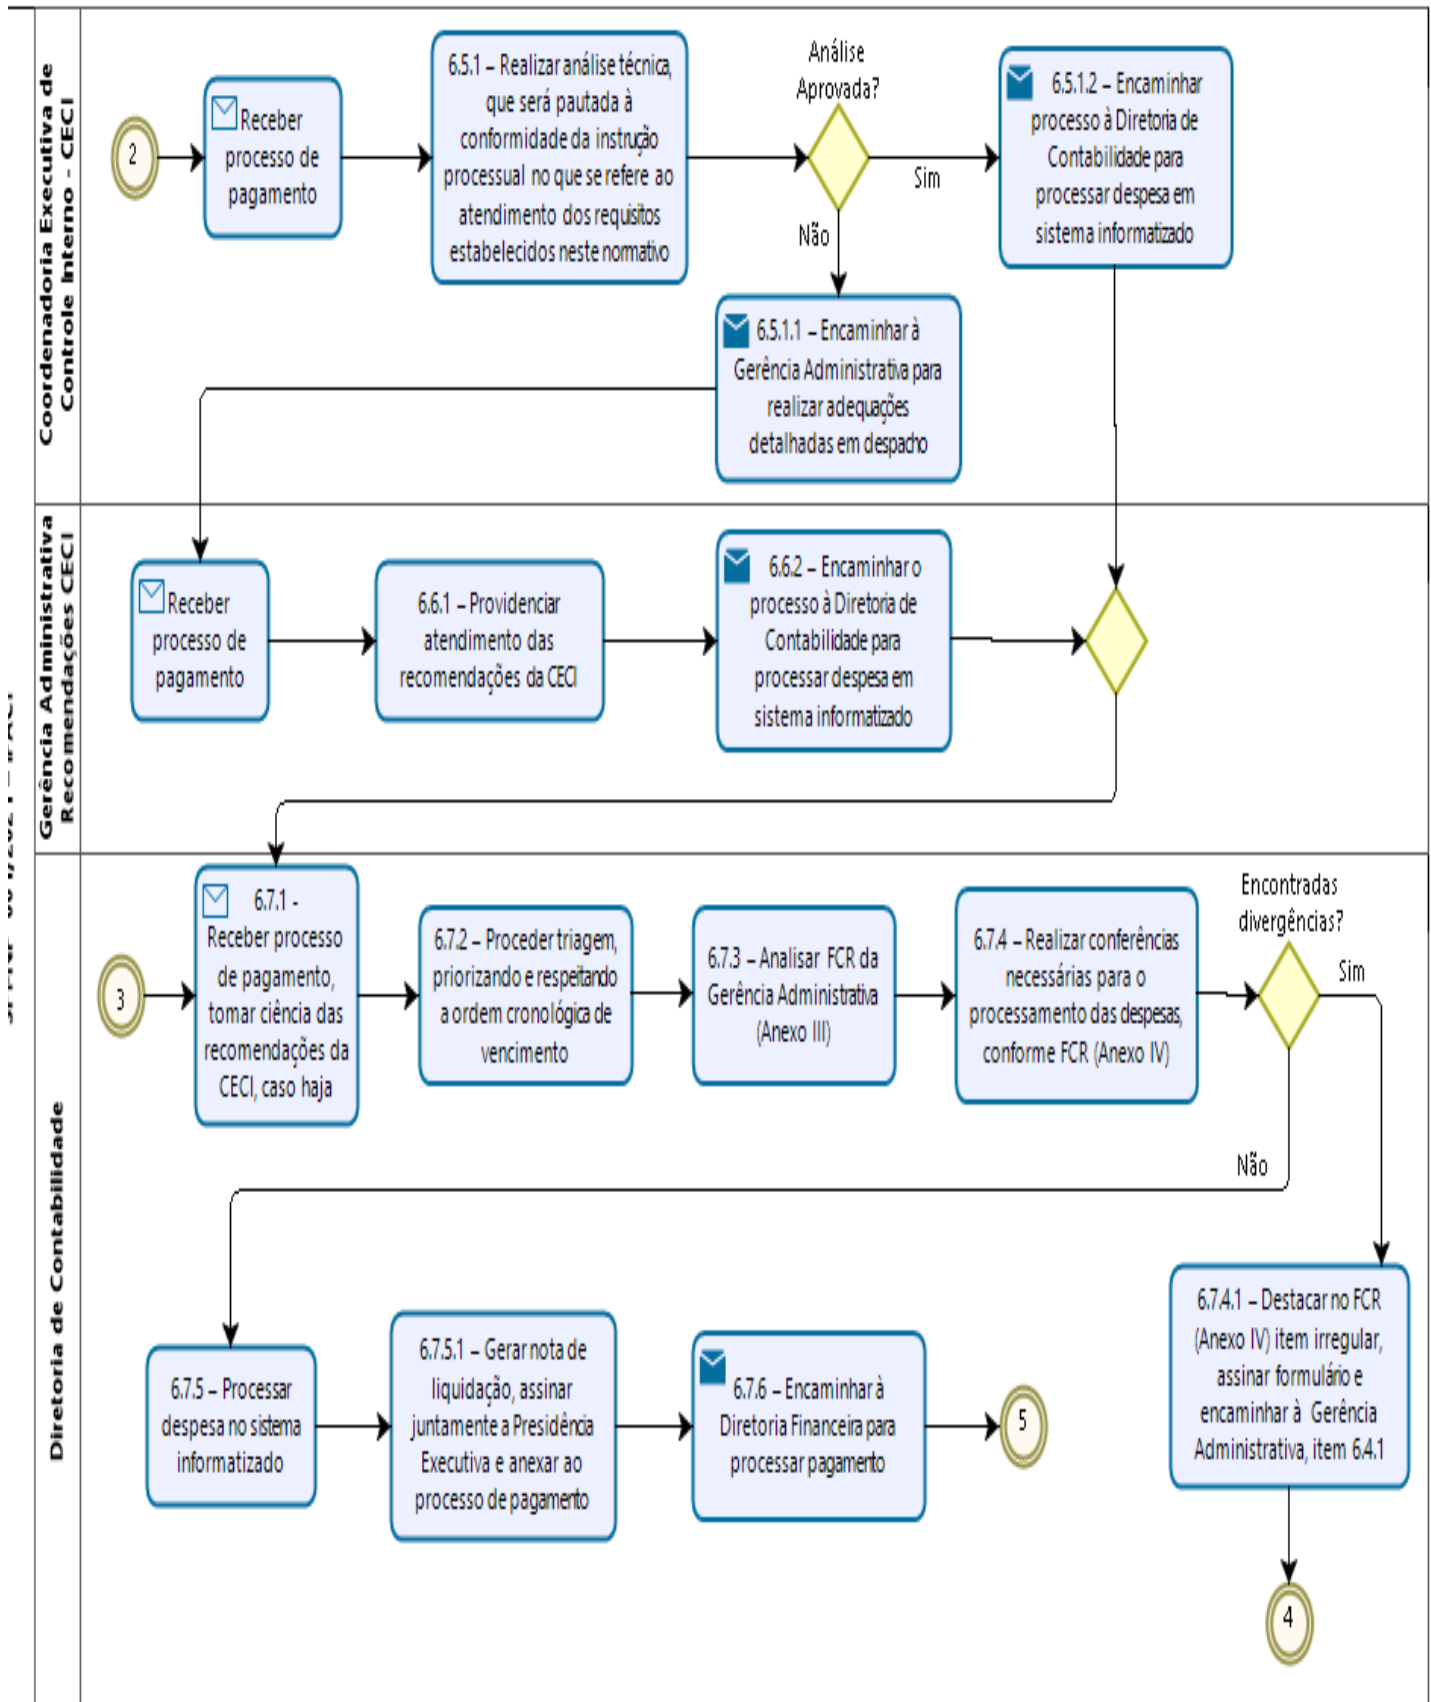 Coordenadoria Executiva de
Controle Interno - CECI
2
Receber
processo de
pagamento
6.5.1 – Realizar análise técnica,
que será pautada à
conformidade da instrução
processual no que se refere ao
atendimento dos requisitos
estabelecidos neste normativo
Análise
Aprovada?
Sim
Não
6.5.1.2 – Encaminhar
processo à Diretoria de
Contabilidade para
processar despesa em
sistema informatizado
6.5.1.1 – Encaminhar à
Gerência Administrativa para
realizar adequações
detalhadas em despacho
Gerência Administrativa
Recomendações CECI
Receber
processo de
pagamento
6.6.1 – Providenciar
atendimento das
recomendações da CECI
6.6.2 – Encaminhar o
processo à Diretoria de
Contabilidade para
processar despesa em
sistema informatizado
Diretoria de Contabilidade
3
6.7.1 -
Receber processo
de pagamento,
tomar ciência das
recomendações da
CECI, caso haja
6.7.2 – Proceder triagem,
priorizando e respeitando
a ordem cronológica de
vencimento
6.7.3 – Analisar FCR da
Gerência Administrativa
(Anexo III)
6.7.4 – Realizar conferências
necessárias para o
processamento das despesas,
conforme FCR (Anexo IV)
Encontradas
divergências?
Sim
Não
6.7.4.1 – Destacar no FCR
(Anexo IV) item irregular,
assinar formulário e
encaminhar à Gerência
Administrativa, item 6.4.1
4
6.7.5 – Processar
despesa no sistema
informatizado
6.7.5.1 – Gerar nota de
liquidação, assinar
juntamente a Presidência
Executiva e anexar ao
processo de pagamento
6.7.6 – Encaminhar à
Diretoria Financeira para
processar pagamento
5